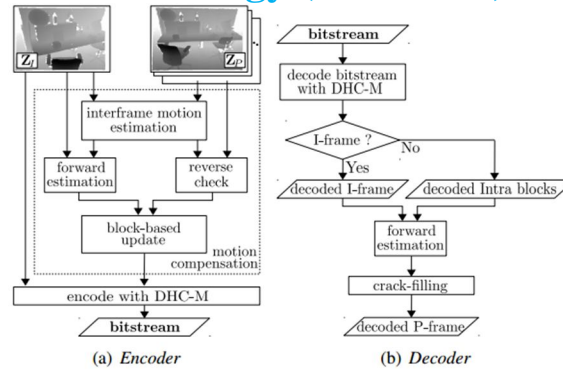 Z_I
Z_P
interframe motion
estimation
forward
estimation
reverse
check
block-based
update
motion
compensation
encode with DHC-M
bitstream
(a) Encoder
bitstream
decode bitstream
with DHC-M
I-frame ?
No
Yes
decoded I-frame
decoded Intra blocks
forward
estimation
crack-filling
decoded P-frame
(b) Decoder